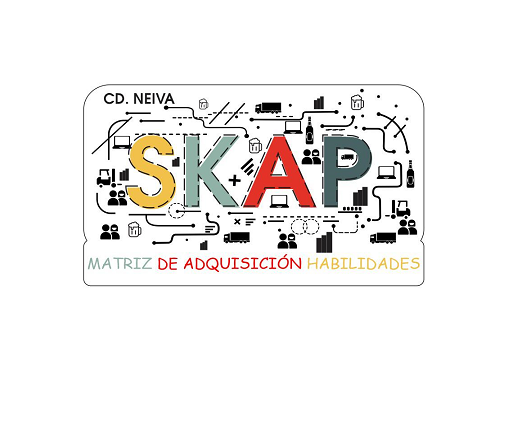 CD. NEIVA
SKAP
MATRIZ DE ADQUISICIÓN HABILIDADES